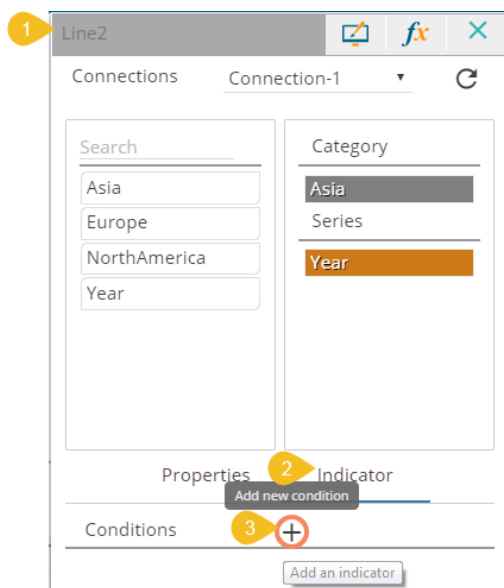 1 Line2 fx
Connections Connection-1
Search
Asia
Europe
NorthAmerica
Year
Category
Asia
Series
Year
Properties 2 Indicator
Add new condition
Conditions 3
Add an indicator